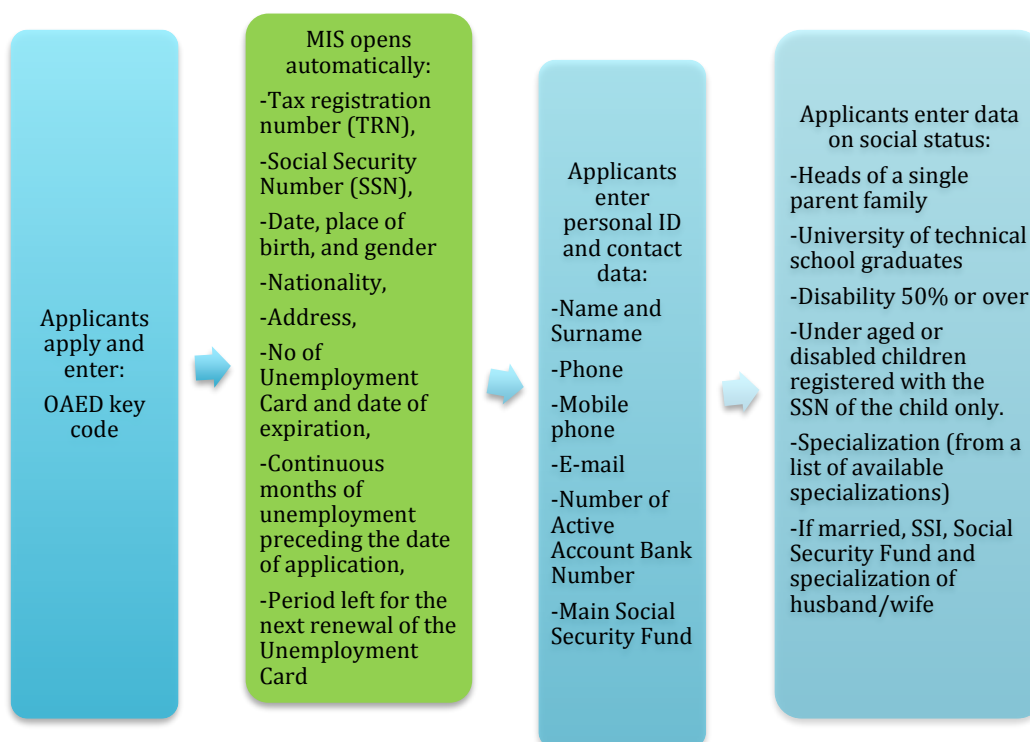 Applicants
apply and
enter:
OAED key
code
MIS opens
automatically:
-Tax registration
number (TRN),
-Social Security
Number (SSN),
-Date, place of
birth, and gender
-Nationality,
-Address,
-No of
Unemployment
Card and date of
expiration,
-Continuous
months of
unemployment
preceding the date
of application,
-Period left for the
next renewal of the
Unemployment
Card
Applicants
enter
personal ID
and contact
data:
-Name and
Surname
-Phone
-Mobile
phone
-E-mail
-Number of
Active
Account Bank
Number
-Main Social
Security Fund
Applicants enter data
on social status:
-Heads of a single
parent family
-University of technical
school graduates
-Disability 50% or over
-Under aged or
disabled children
registered with the
SSN of the child only.
-Specialization (from a
list of available
specializations)
-If married, SSI, Social
Security Fund and
specialization of
husband/wife